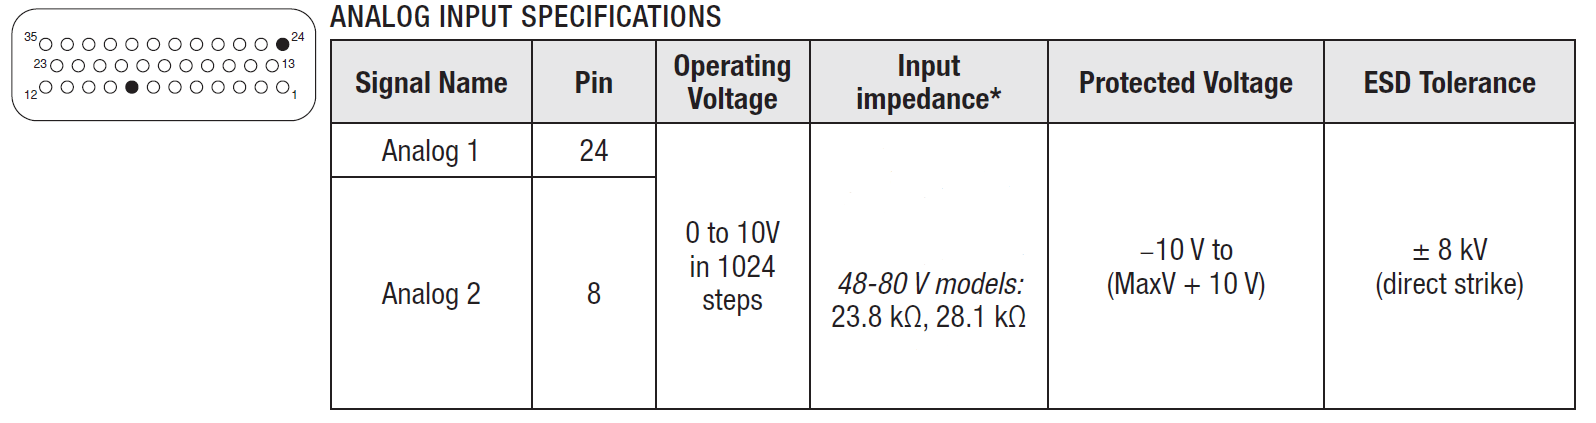 ANALOG INPUT SPECIFICATIONS
35
24
23
13
12
1
Signal Name
Pin
Operating
Voltage
Input
impedance*
Protected Voltage
ESD Tolerance
Analog 1
24
Analog 2
8
0 to 10V
in 1024
steps
48-80 V models:
23.8 kΩ, 28.1 kΩ
–10 V to
(MaxV + 10 V)
± 8 kV
(direct strike)